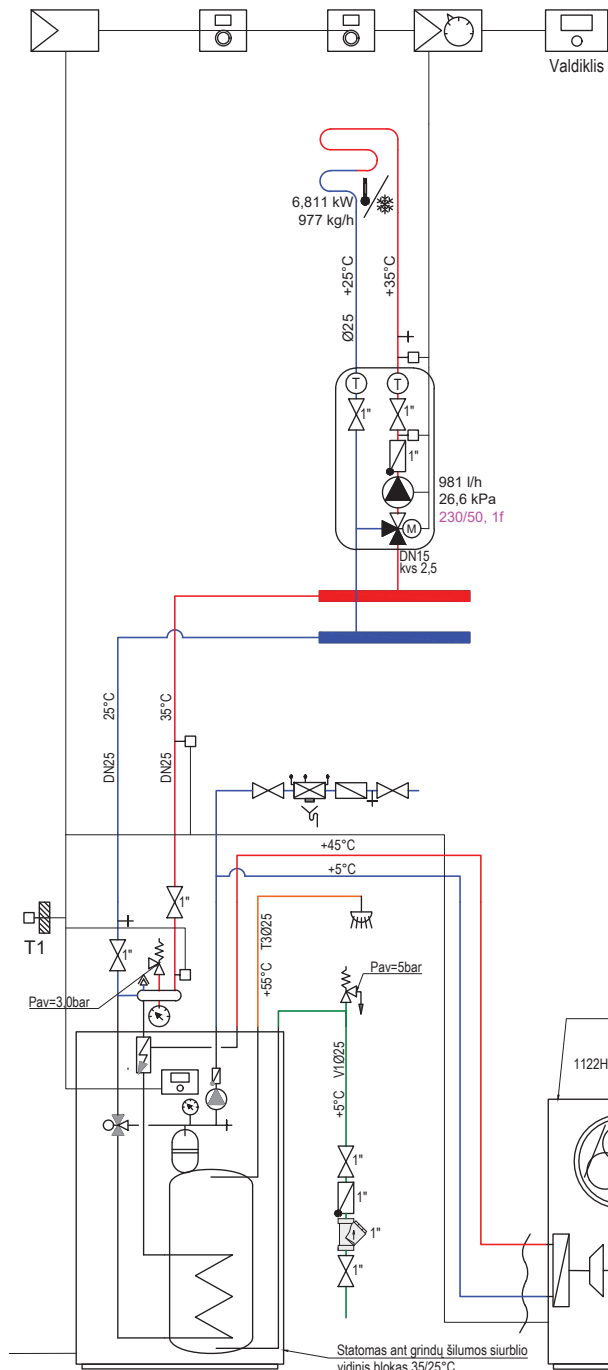 Valdiklis
6,811 kW
977 kg/h
+25°C
+35°C
Ø25
T
T
1"
1"
1"
981 l/h
26,6 kPa
230/50, 1f
M
DN15
kvs 2,5
25°C
35°C
DN25
DN25
+45°C
+5°C
1"
T1
1"
T3Ø25
+55°C
Pav=5bar
Pav=3,0bar
V1Ø25
+5°C
1122H
1"
1"
1"
1"
Statomas ant grindų šilumos siurblio
vidinis blokas 35/25°C